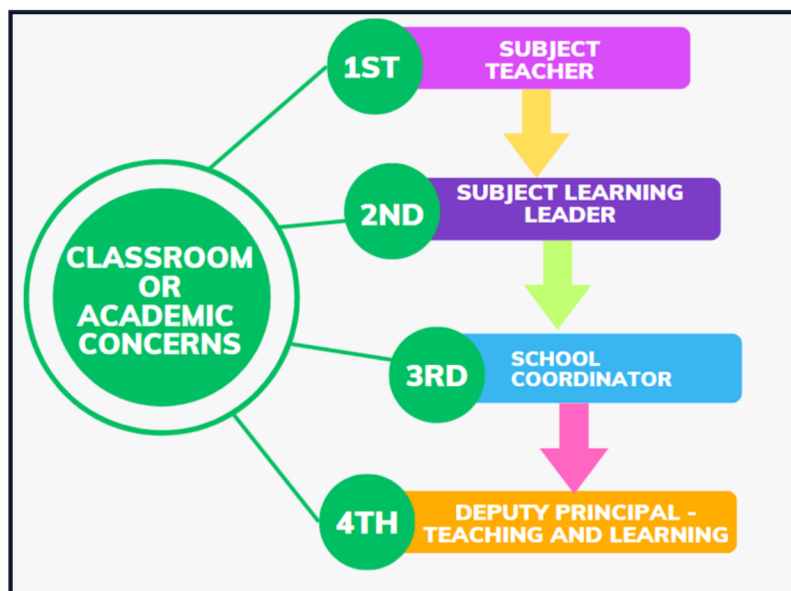 1ST
SUBJECT
TEACHER
2ND
SUBJECT LEARNING
LEADER
CLASSROOM
OR
ACADEMIC
CONCERNS
3RD
SCHOOL
COORDINATOR
4TH
DEPUTY PRINCIPAL -
TEACHING AND LEARNING